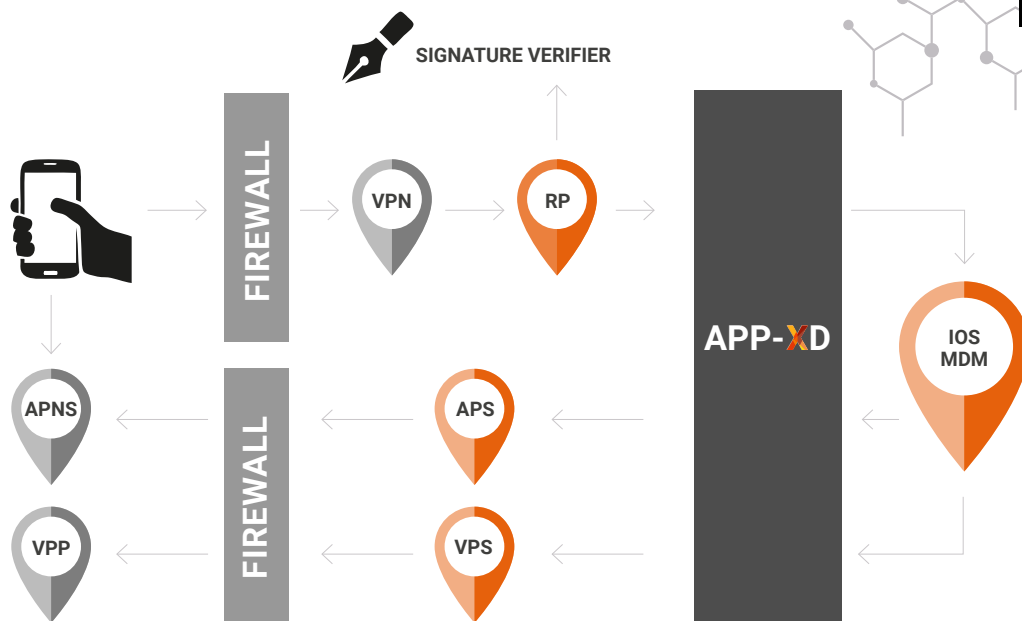 SIGNATURE VERIFIER
FIREWALL
VPN
RP
APP-XD
IOS
MDM
APNS
FIREWALL
APS
VPP
VPS